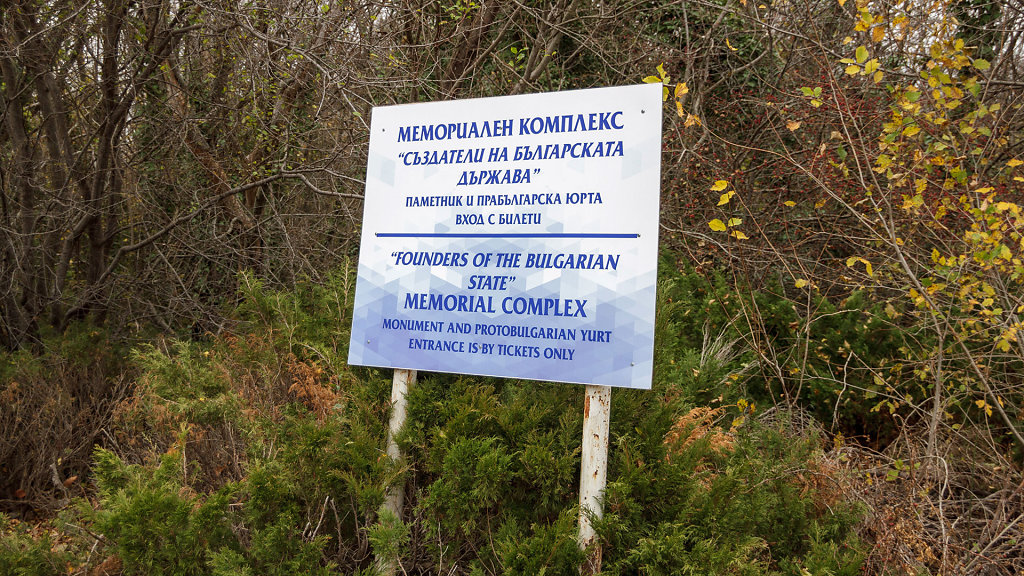 МЕМОРИАЛЕН КОМПЛЕКС
“СЪЗДАТЕЛИ НА БЪЛГАРСКАТА
ДЪРЖАВА”
ПАМЕТНИК И ПРАБЪЛГАРСКА ЮРТА
ВХОД С БИЛЕТИ
“FOUNDERS OF THE BULGARIAN
STATE”
MEMORIAL COMPLEX
MONUMENT AND PROTOBULGARIAN YURT
ENTRANCE IS BY TICKETS ONLY